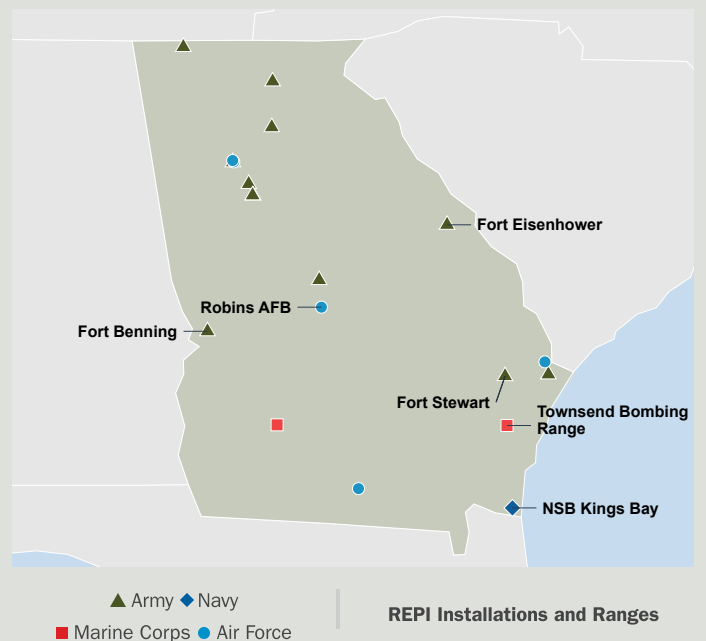 Fort Eisenhower
Robins AFB
Fort Benning
Fort Stewart
Townsend Bombing
Range
NSB Kings Bay
Army Navy
Marine Corps Air Force
REPI Installations and Ranges